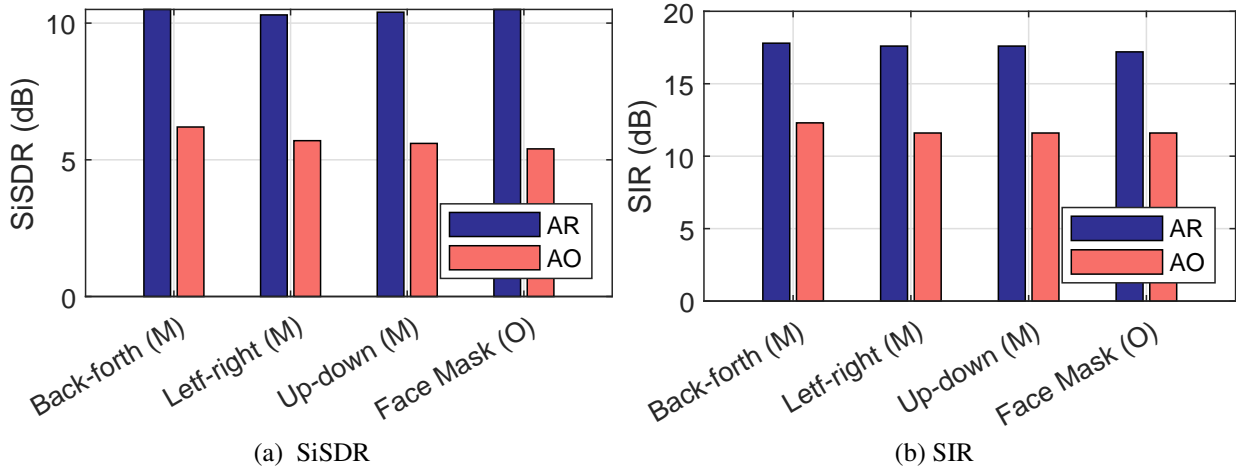 10
5
0
SiSDR (dB)
AR
AO
Back-forth (M)
Letf-right (M)
Up-down (M)
Face Mask (O)
(a) SiSDR
20
15
10
5
0
SIR (dB)
AR
AO
Back-forth (M)
Letf-right (M)
Up-down (M)
Face Mask (O)
(b) SIR